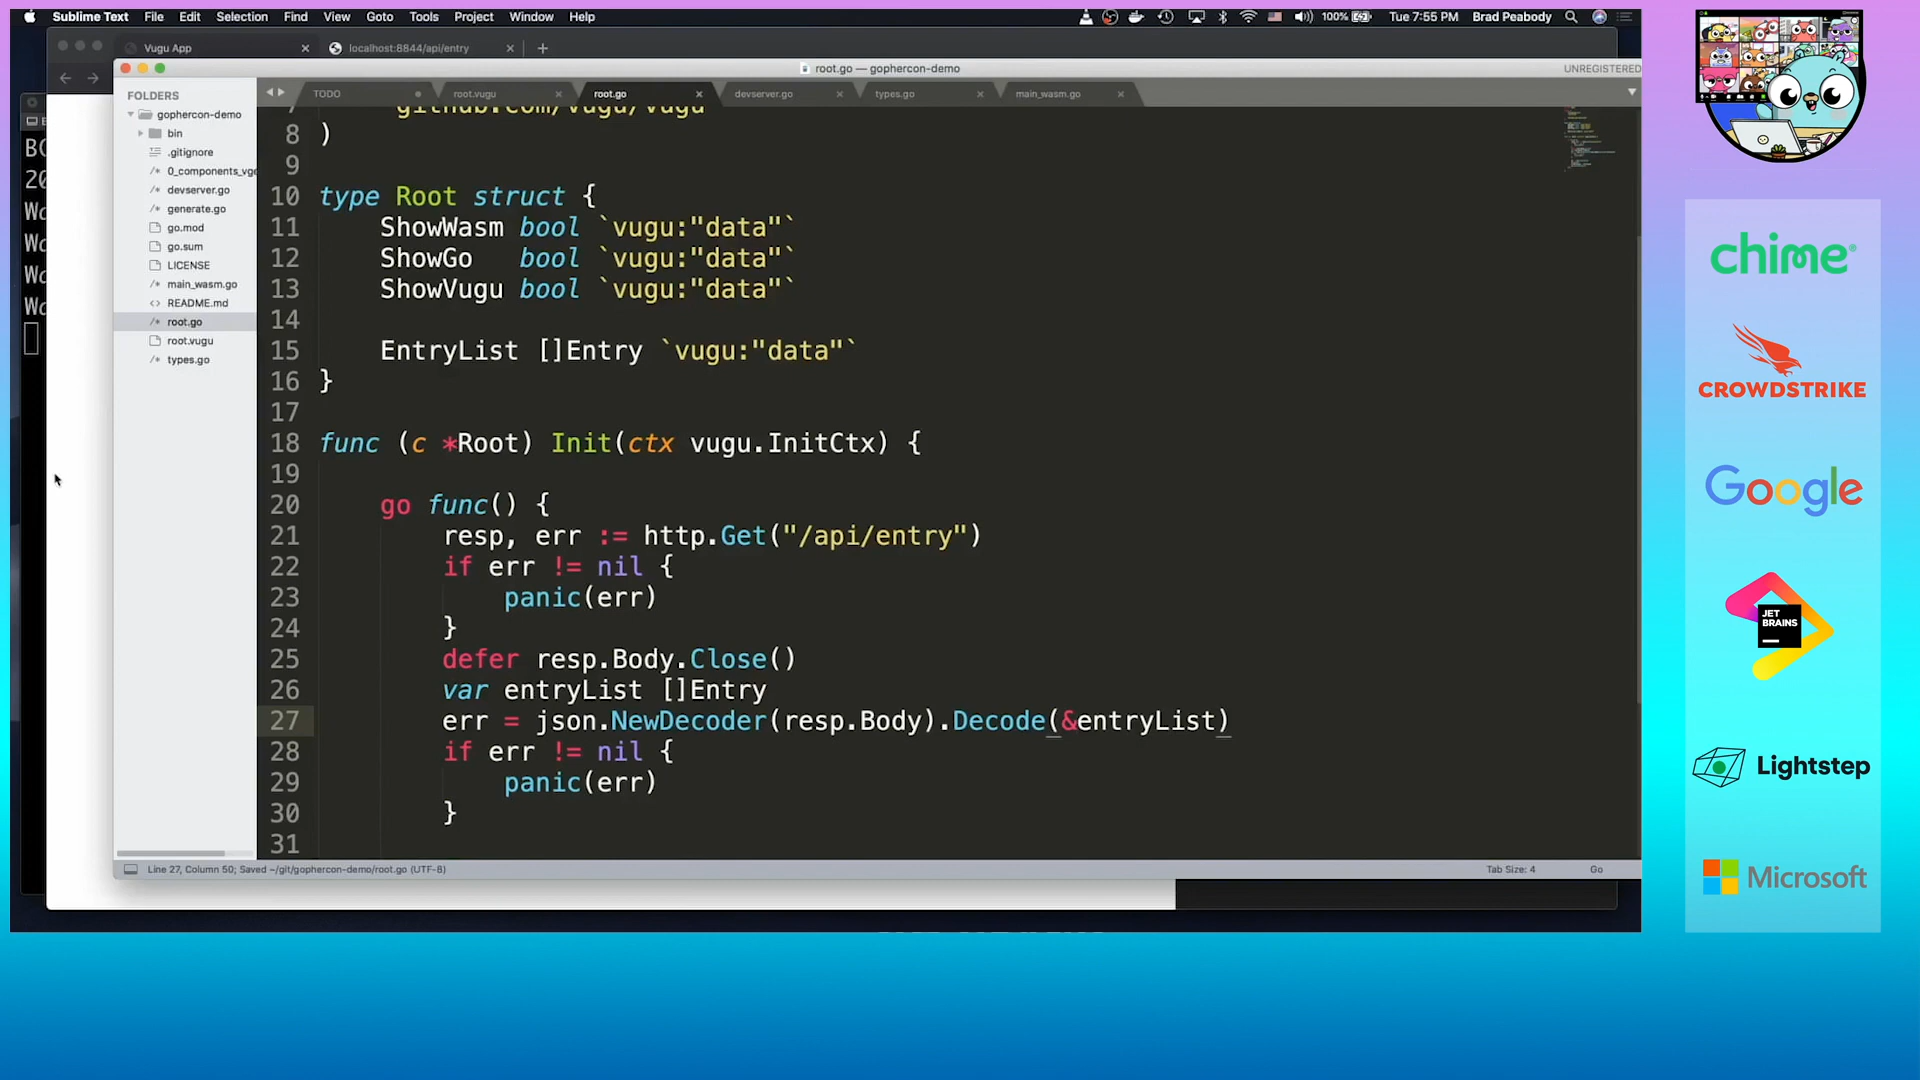 Sublime Text File Edit Selection Find View Goto Tools Project Window Help 100% Tue 7:55 PM Brad Peabody
Vugu App
localhost:8844/api/entry
root.go — gophercon-demo
UNREGISTERED
FOLDERS
gophercon-demo
bin
.gitignore
0_components_vge
devserver.go
generate.go
go.mod
go.sum
LICENSE
main_wasm.go
README.md
root.go
root.vugu
types.go
TODO
root.vugu
root.go
devserver.go
types.go
main_wasm.go
github.com/vugu/vugu
8 )
9
10 type Root struct {
11 ShowWasm bool `vugu:"data"`
12 ShowGo bool `vugu:"data"`
13 ShowVugu bool `vugu:"data"`
14
15 EntryList []Entry `vugu:"data"`
16 }
17
18 func (c *Root) Init(ctx vugu.InitCtx) {
19
20 go func() {
21 resp, err := http.Get("/api/entry")
22 if err != nil {
23 panic(err)
24 }
25 defer resp.Body.Close()
26 var entryList []Entry
27 err = json.NewDecoder(resp.Body).Decode(&entryList)
28 if err != nil {
29 panic(err)
30 }
31
Line 27, Column 50; Saved ~/git/gophercon-demo/root.go (UTF-8)
Tab Size: 4
Go
chime
CROWDSTRIKE
Google
JET
BRAINS
Lightstep
Microsoft